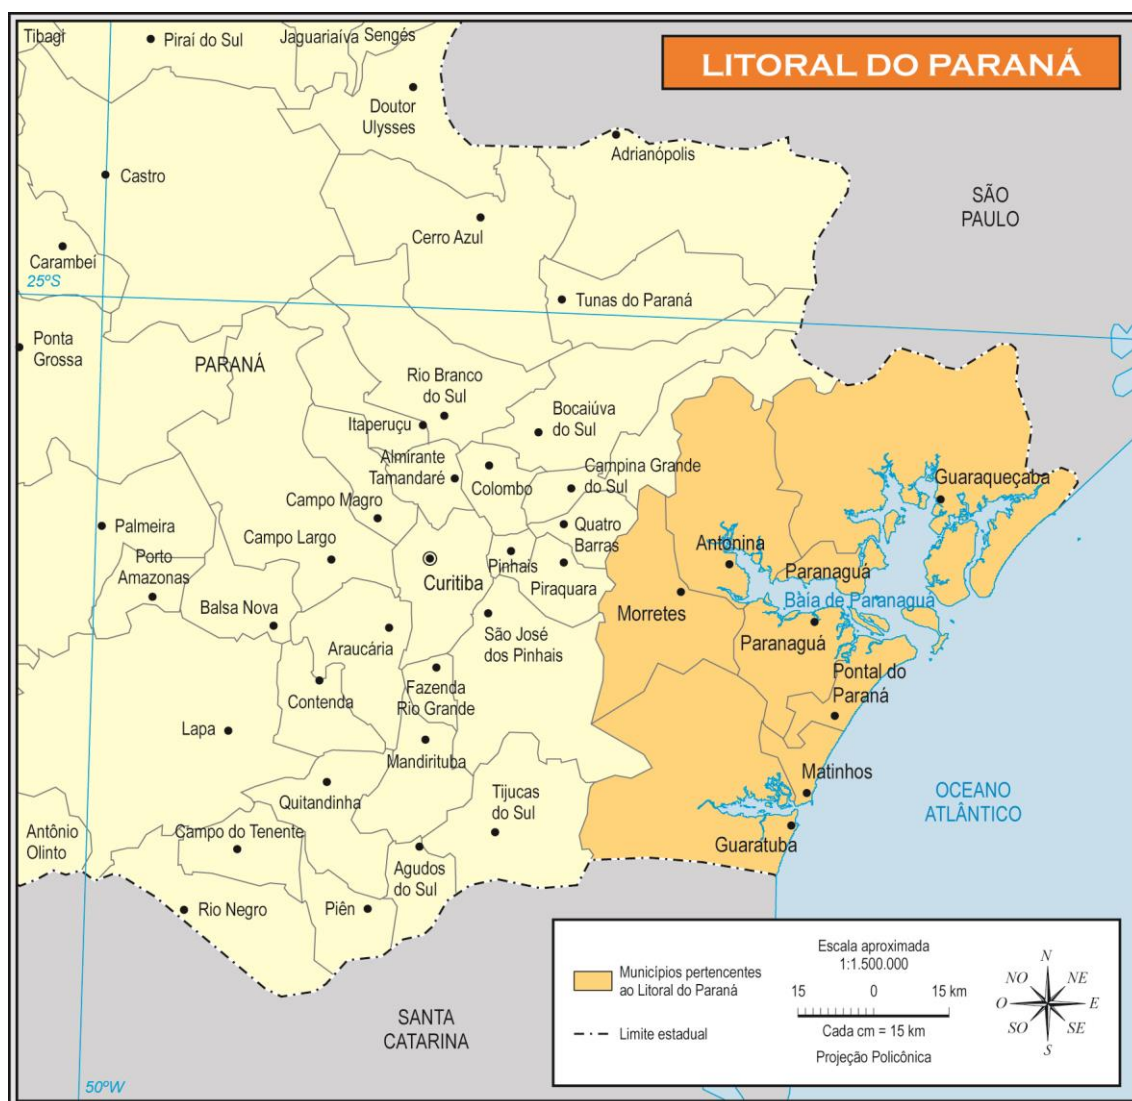 LITORAL DO PARANÁ
Tibagi
Piraí do Sul
Jaguariaíva
Sengés
Doutor
Ulysses
Adrianópolis
Castro
SÃO
PAULO
Cerro Azul
Carambeí
25ºS
Tunas do Paraná
Ponta
Grossa
PARANÁ
Rio Branco
do Sul
Itaperuçu
Bocaiúva
do Sul
Almirante
Tamandaré
Colombo
Campina Grande
do Sul
Guaraqueçaba
Campo Magro
Palmeira
Quatro
Barras
Campo Largo
Antonina
Porto
Amazonas
Curitiba
Pinhais
Piraquara
Paranaguá
Balsa Nova
Morretes
Baía de Paranaguá
Araucária
São José
dos Pinhais
Paranaguá
Fazenda
Rio Grande
Pontal do
Paraná
Contenda
Lapa
Mandirituba
Matinhos
Quitandinha
Tijucas
do Sul
OCEANO
ATLÂNTICO
Antônio
Olinto
Campo do Tenente
Guaratuba
Agudos
do Sul
Rio Negro
Piên
SANTA
CATARINA
50ºW
Municípios pertencentes
ao Litoral do Paraná
Limite estadual
Escala aproximada
1:1.500.000
15 0 15 km
Cada cm = 15 km
Projeção Policônica
N
NO NE
O E
SO SE
S